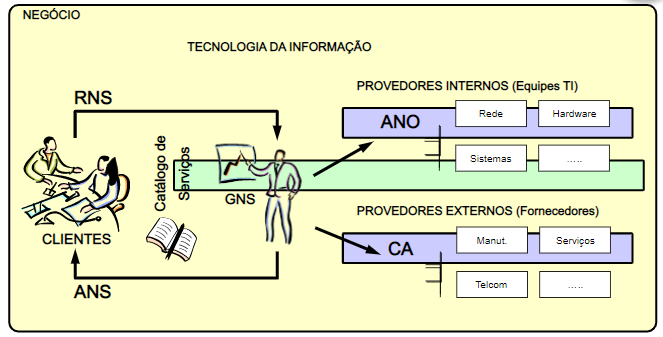 NEGÓCIO
TECNOLOGIA DA INFORMAÇÃO
RNS
PROVEDORES INTERNOS (Equipes TI)
ANO
Rede
Hardware
Sistemas
.....
Catálogo de
Serviços
GNS
CLIENTES
PROVEDORES EXTERNOS (Fornecedores)
CA
Manut.
Serviços
Telcom
.....
ANS